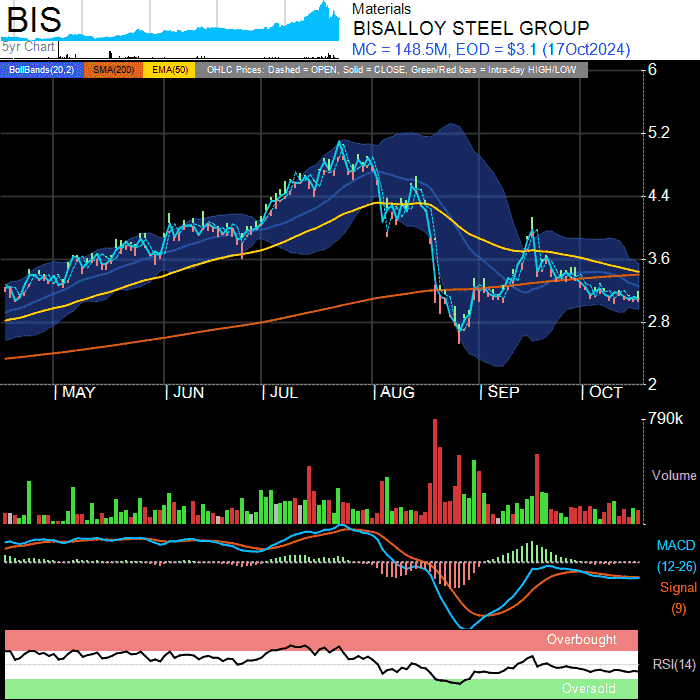 BIS
5yr Chart
Materials
BISALLOY STEEL GROUP
MC = 148.5M, EOD = $3.1 (17Oct2024)
BollBands(20,2) SMA(200) EMA(50) OHLC Prices: Dashed = OPEN, Solid = CLOSE, Green/Red bars = Intra-day HIGH/LOW
6
5.2
4.4
3.6
2.8
2
MAY JUN JUL AUG SEP OCT
790k
Volume
MACD
(12-26)
Signal
(9)
Overbought
RSI(14)
Oversold